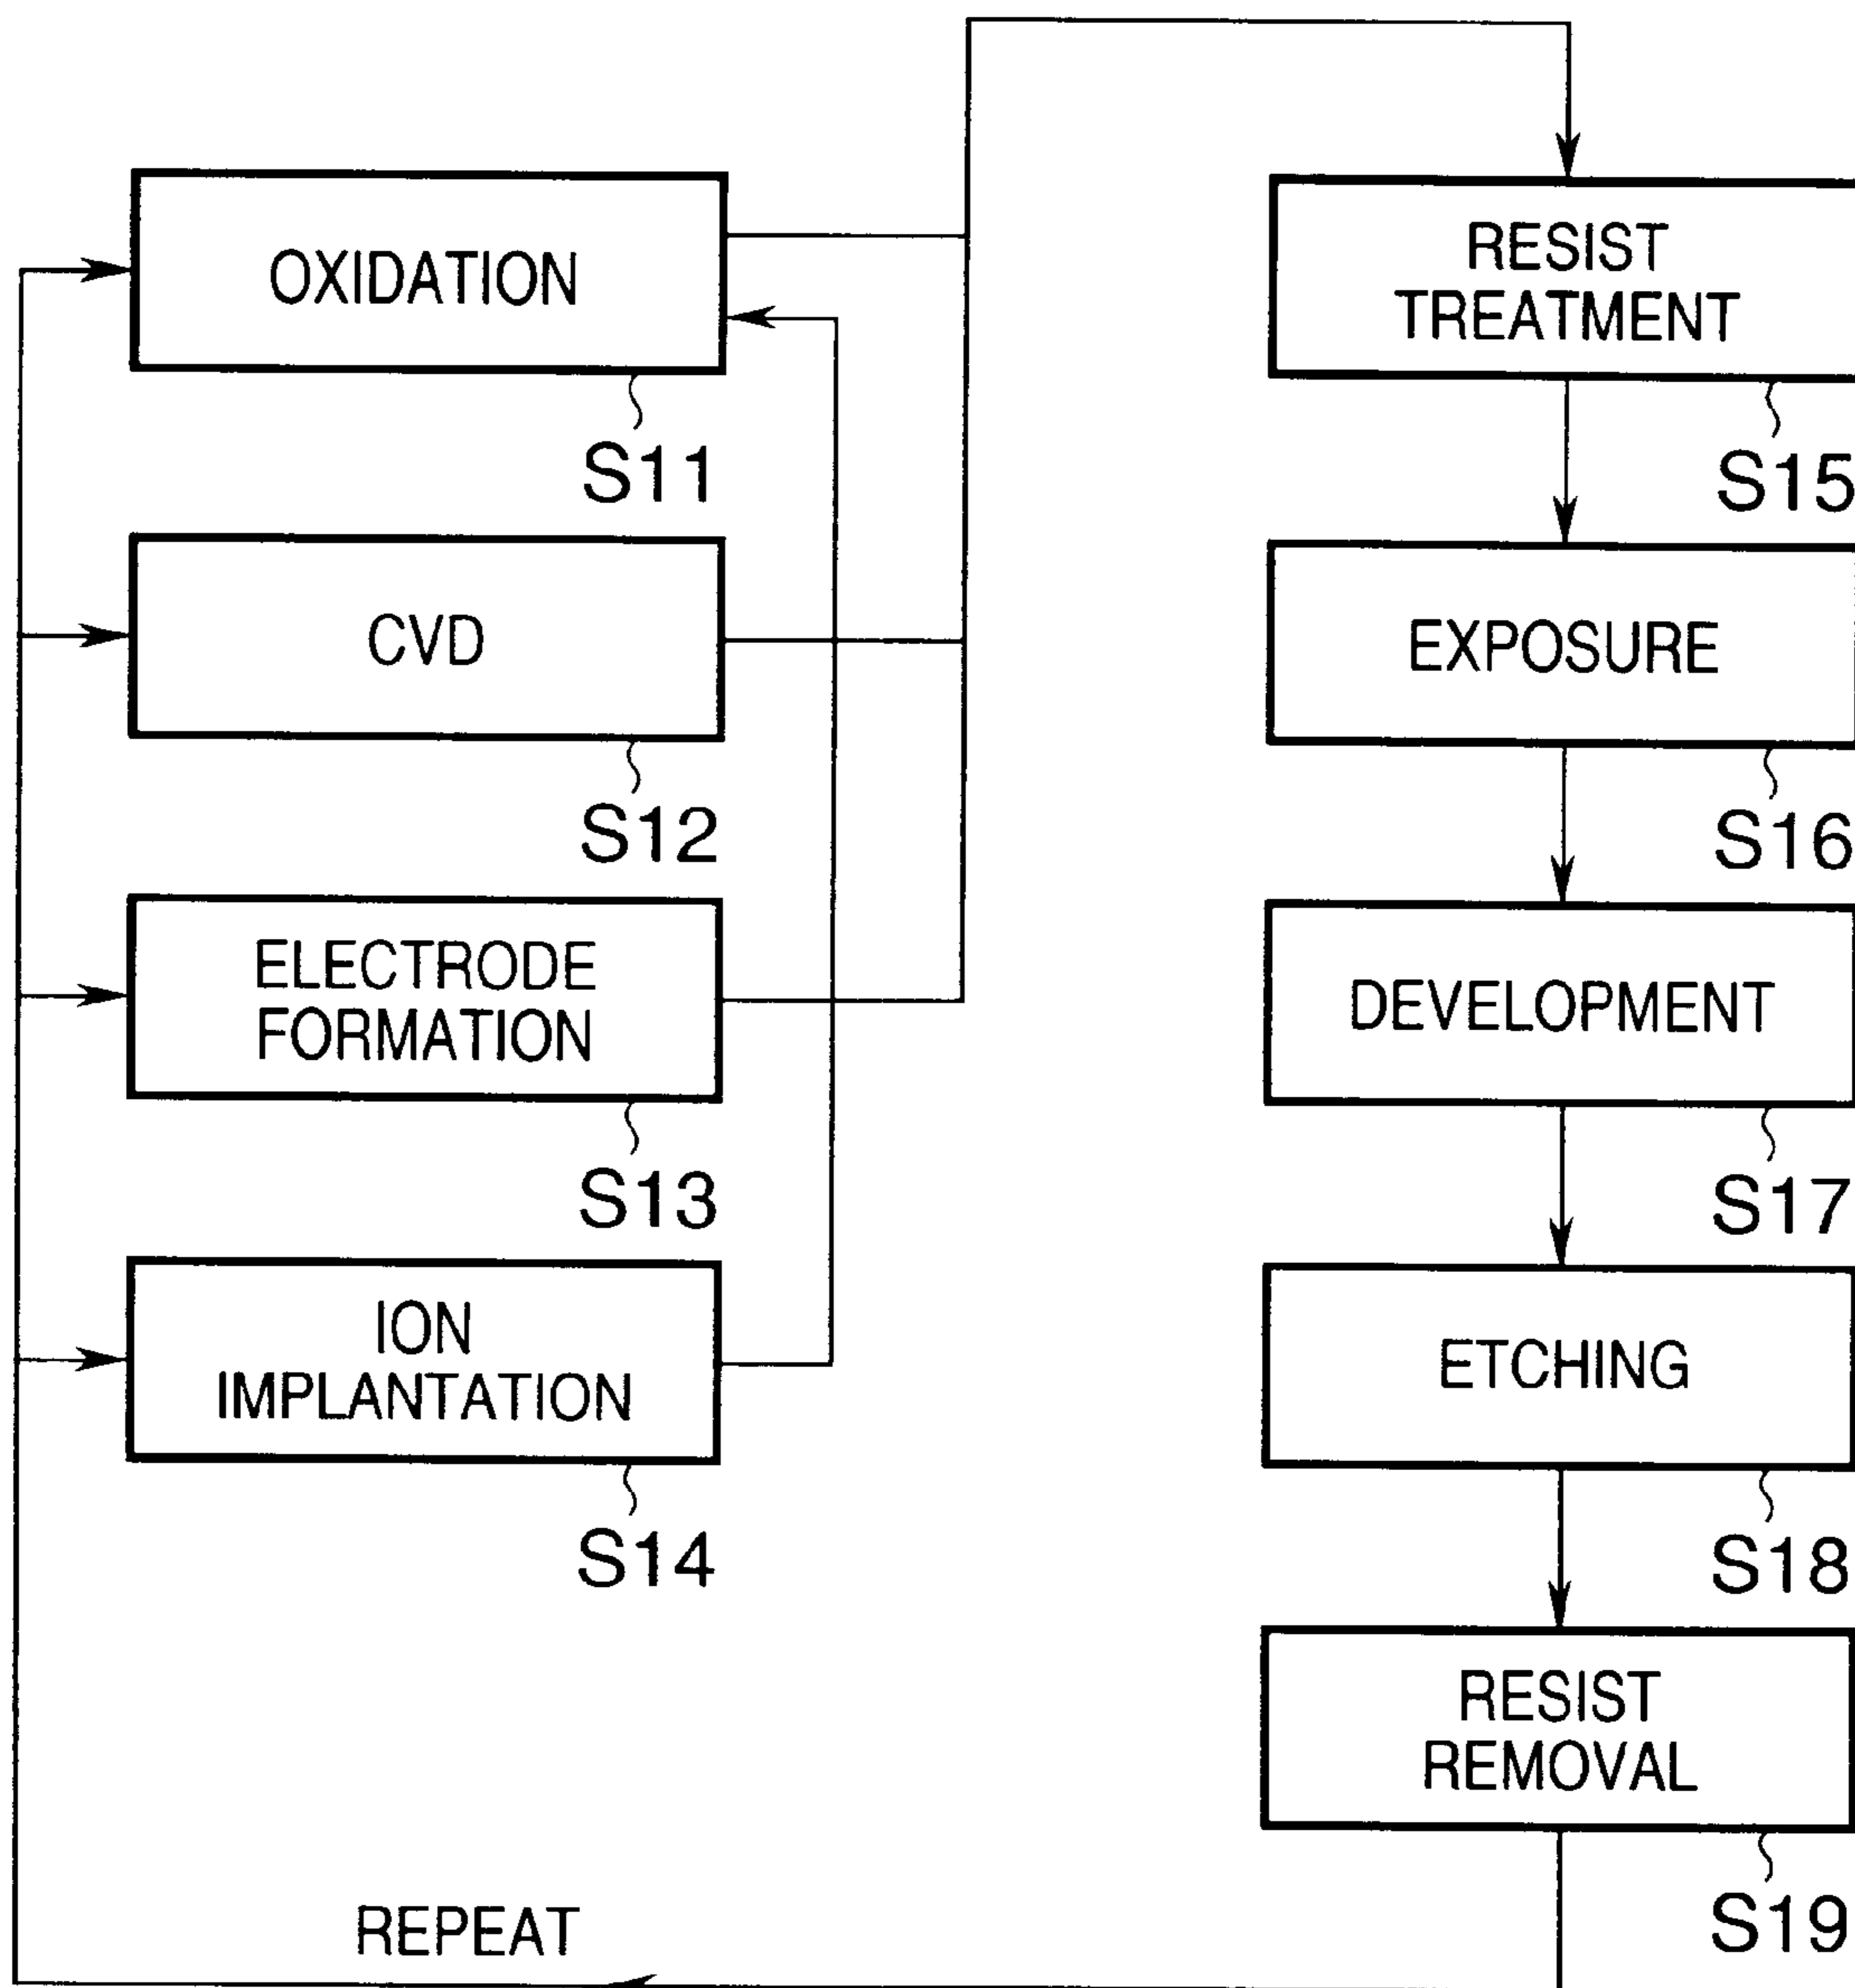 OXIDATION
S11
CVD
S12
ELECTRODE
FORMATION
S13
ION
IMPLANTATION
S14
RESIST
TREATMENT
S15
EXPOSURE
S16
DEVELOPMENT
S17
ETCHING
S18
RESIST
REMOVAL
S19
REPEAT